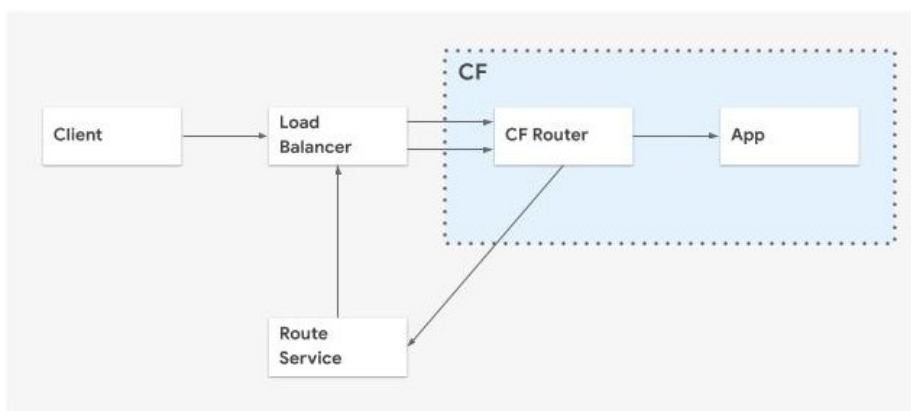 CF
Client
Load
Balancer
CF Router
App
Route
Service